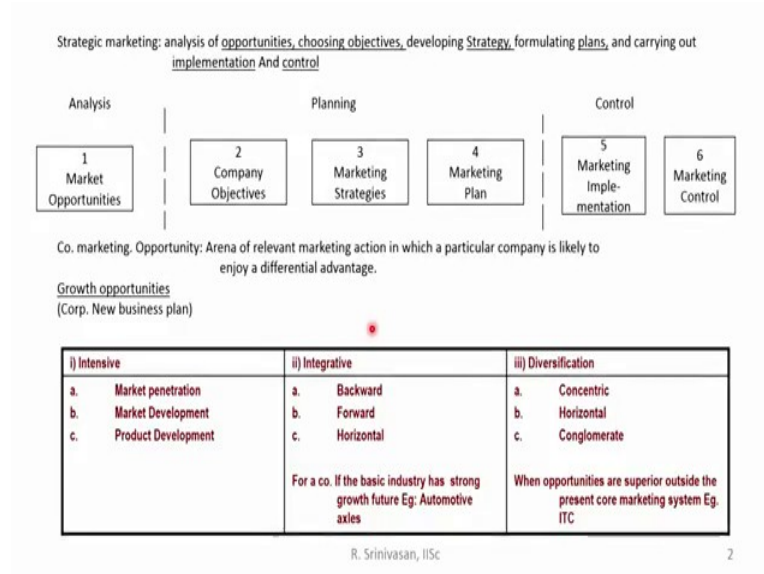 Strategic marketing: analysis of opportunities, choosing objectives, developing Strategy, formulating plans, and carrying out
implementation And control
Analysis
Planning
Control
1
Market
Opportunities
2
Company
Objectives
3
Marketing
Strategies
4
Marketing
Plan
5
Marketing
Imple-
mentation
6
Marketing
Control
Co. marketing. Opportunity: Arena of relevant marketing action in which a particular company is likely to
enjoy a differential advantage.
Growth opportunities
(Corp. New business plan)
i) Intensive
a. Market penetration
b. Market Development
c. Product Development
ii) Integrative
a. Backward
b. Forward
c. Horizontal
For a co. If the basic industry has strong
growth future Eg: Automotive
axles
iii) Diversification
a. Concentric
b. Horizontal
c. Conglomerate
When opportunities are superior outside the
present core marketing system Eg.
ITC
R. Srinivasan, IISc
2